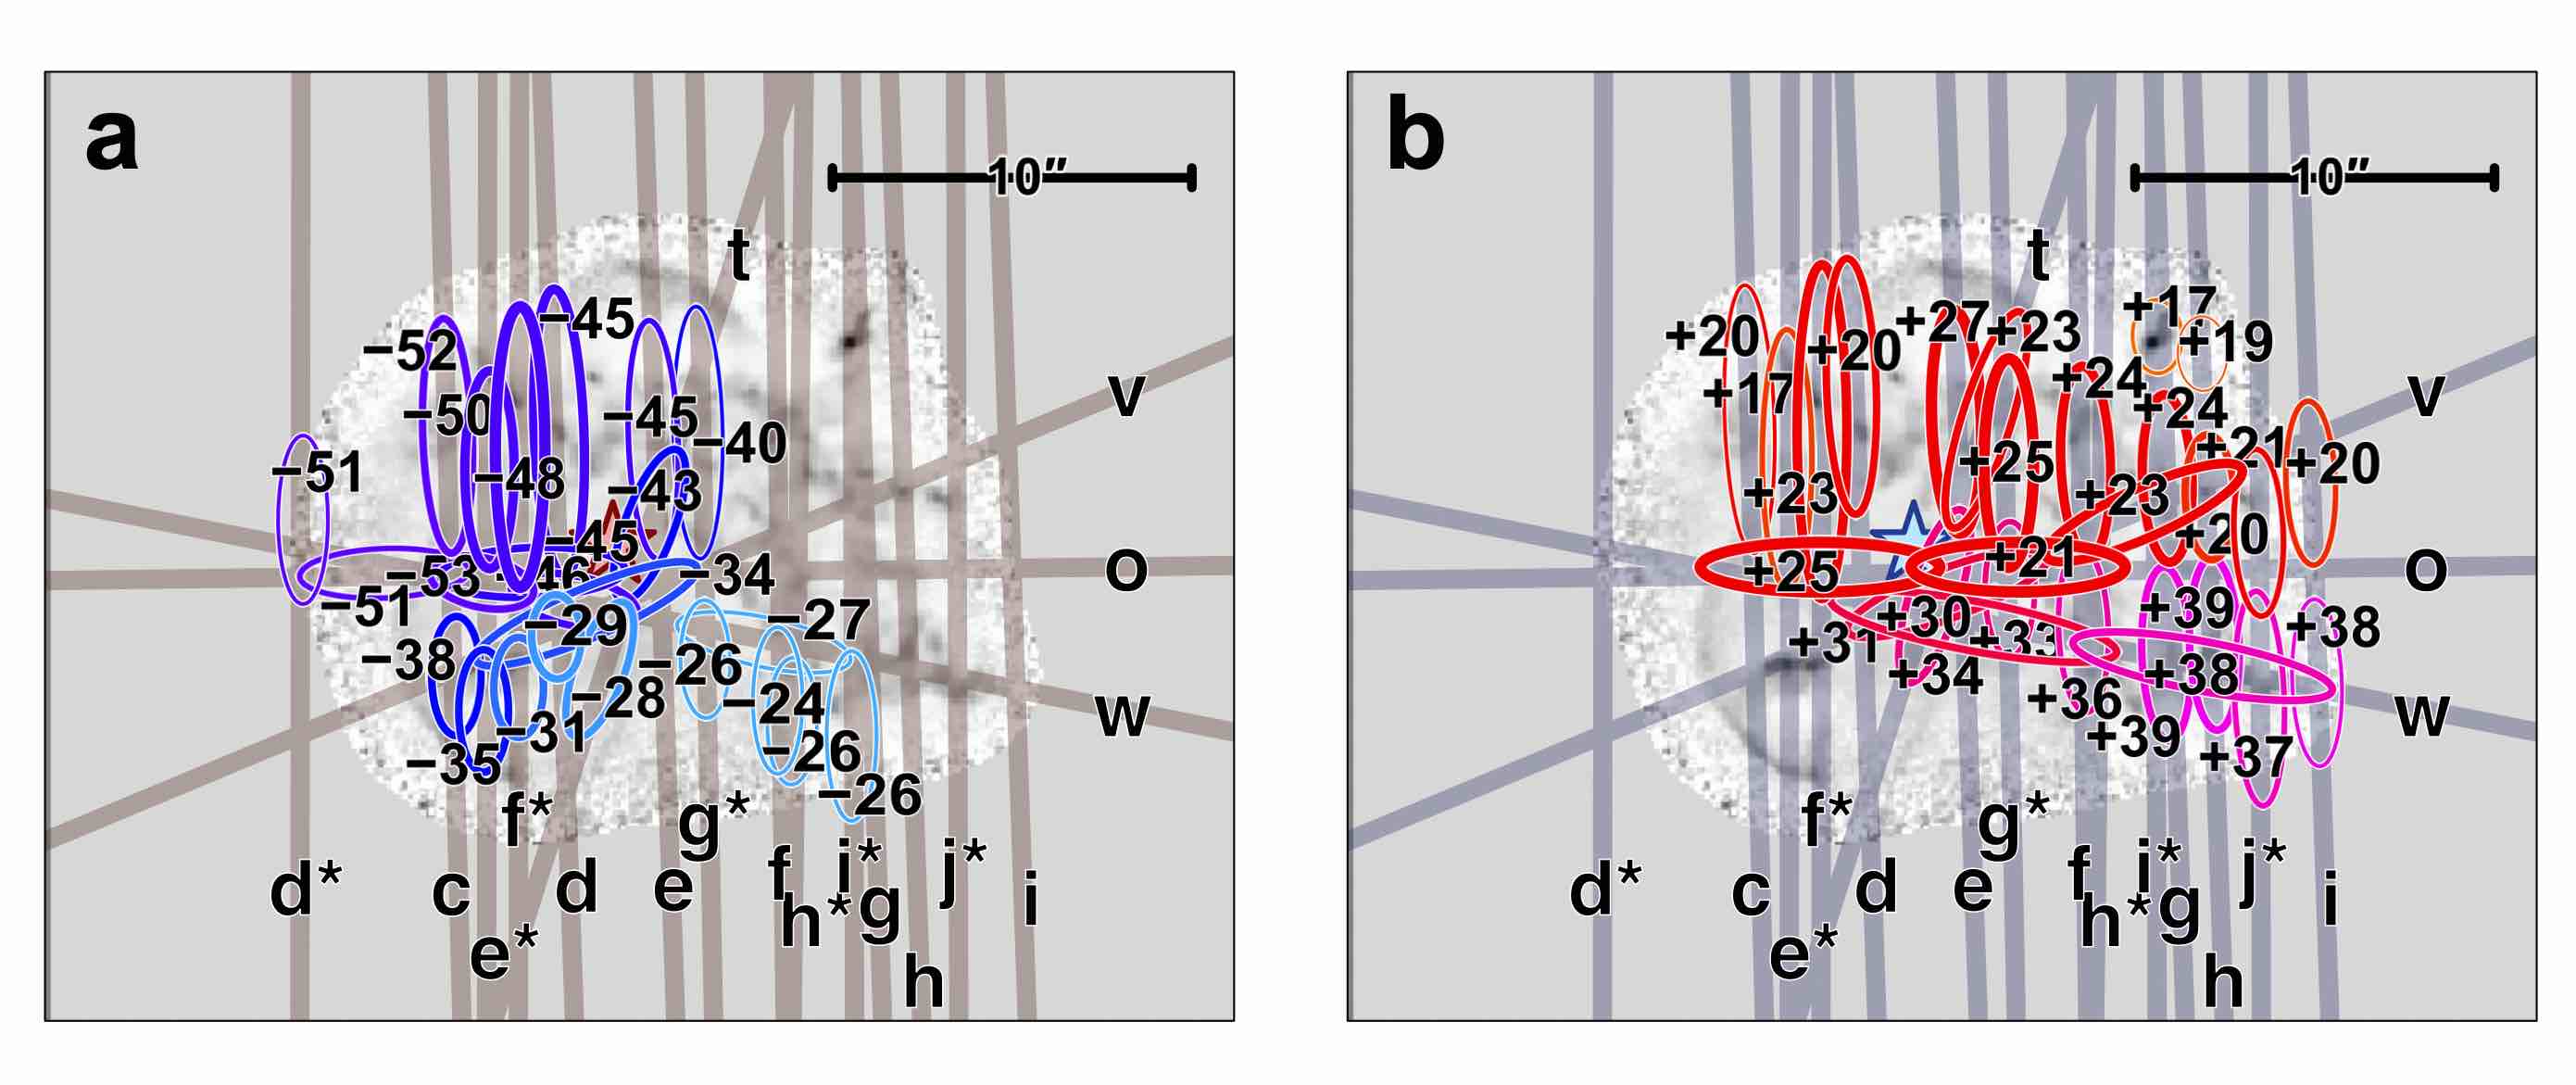 a
10″
t
−45
−52
−50
−45
−40
v
−51
−48
−43
−45
−53
−46
−34
o
−51
−29
−27
−38
−26
−28
−24
w
−31
−35
−26
−26
f*
g*
d*
c
d
e
f
i*
j*
i
h*
g
e*
h
b
10″
t
+17
+20
+20
+27
+23
+19
+17
+24
+24
v
+25
+21
+20
+23
+23
+20
+25
+21
o
+31
+30
+33
+39
+38
+34
+38
+36
w
+39
+37
f*
g*
d*
c
d
e
f
i*
j*
i
h*
g
e*
h